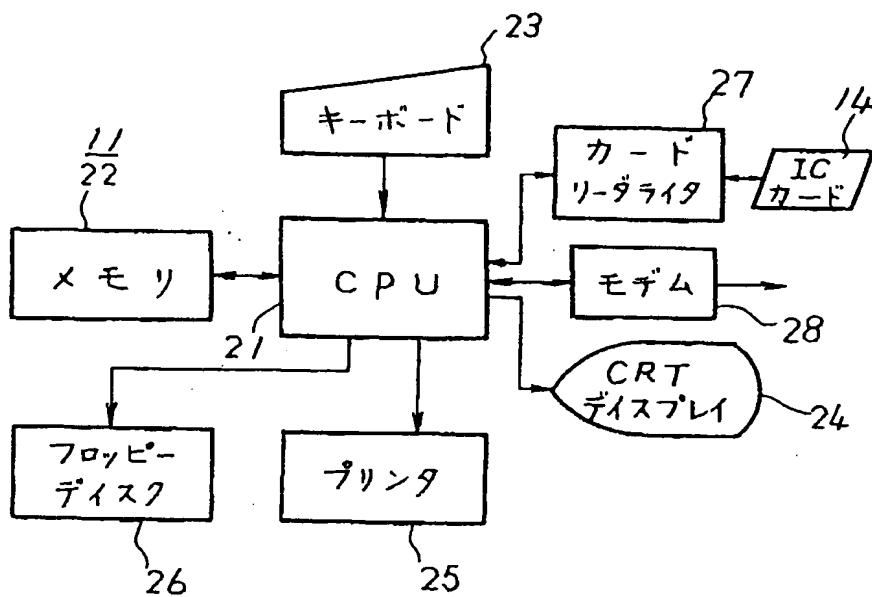 23
キーボード
27
14
カード
リーダライタ
IC
カード
11
22
メモリ
CPU
モデム
21
28
CRT
ディスプレイ
24
フロッピー
ディスク
プリンタ
26
25